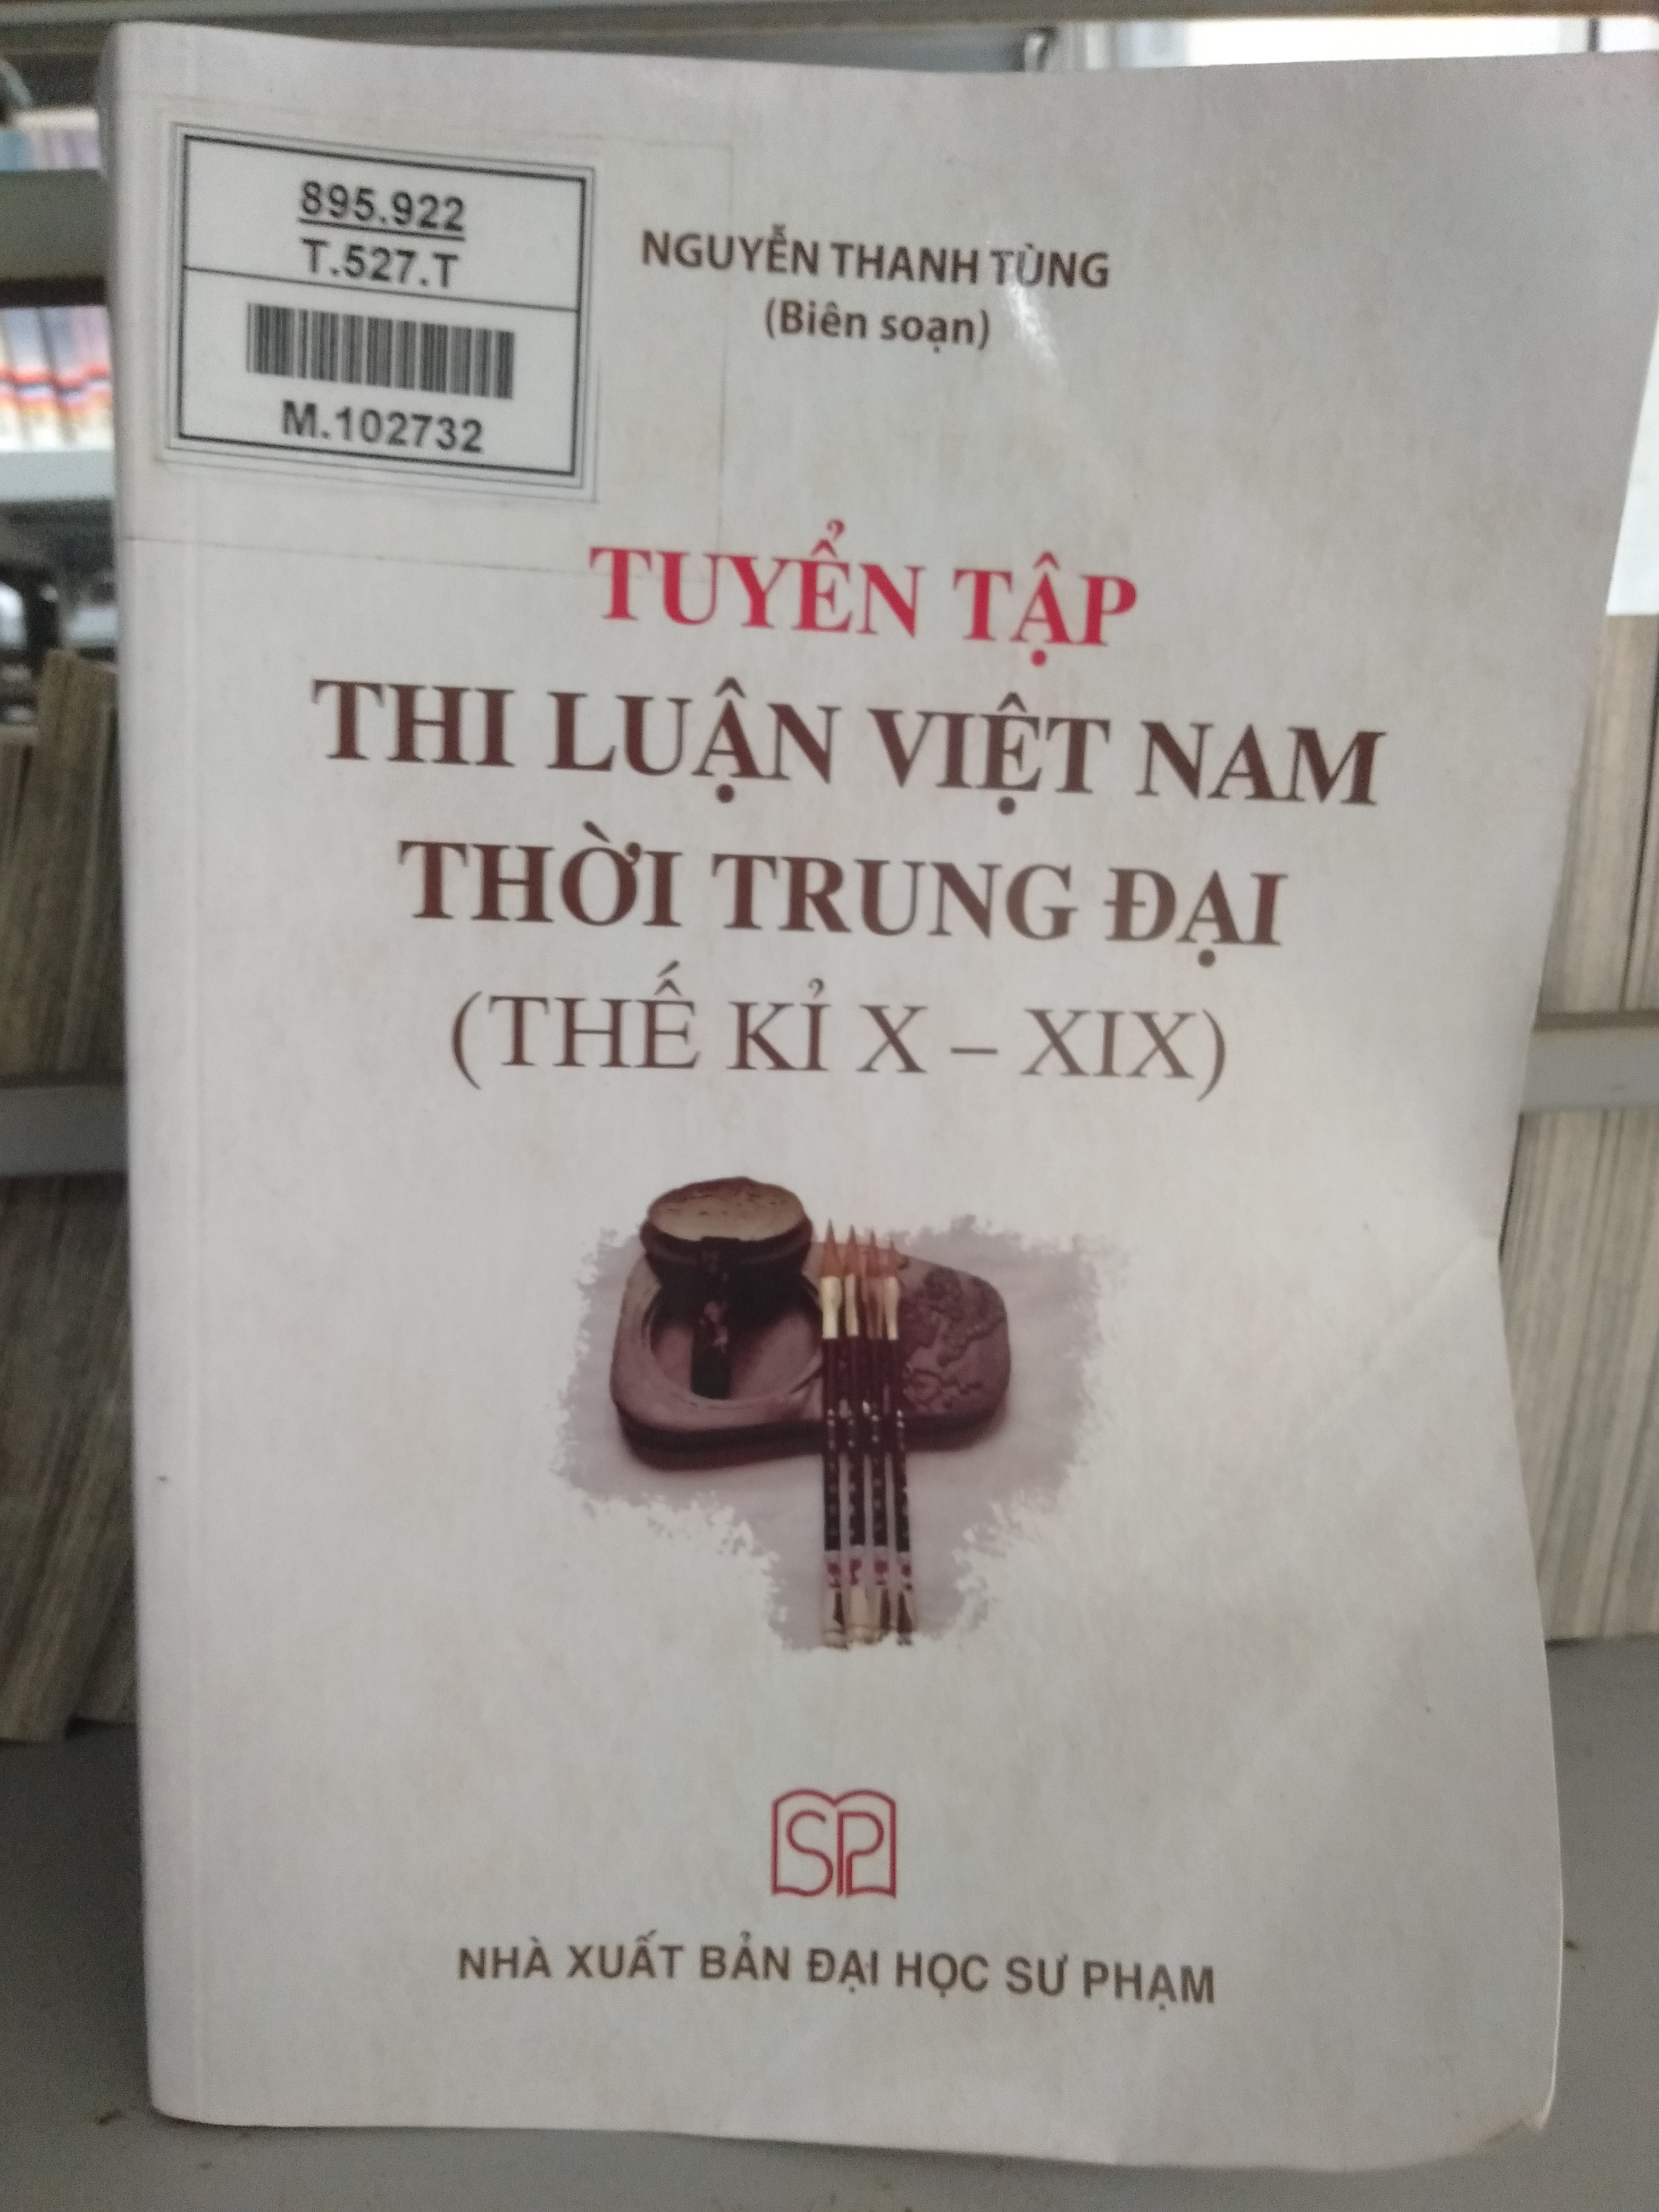 895.922
T.527.T
M.102732
NGUYỄN THANH TÙNG
(Biên soạn)
TUYỂN TẬP
THI LUẬN VIỆT NAM
THỜI TRUNG ĐẠI
(THẾ KỈ X – XIX)
SP
NHÀ XUẤT BẢN ĐẠI HỌC SƯ PHẠM